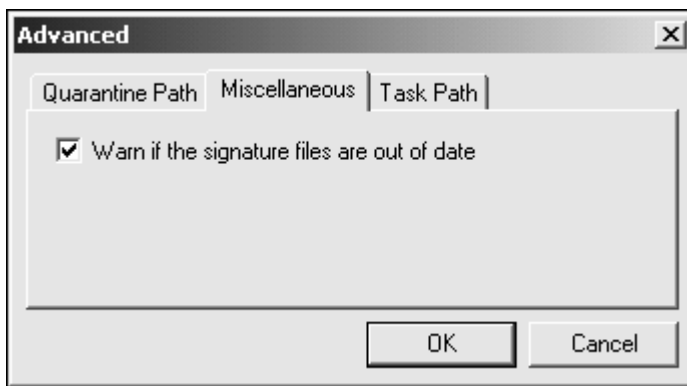 Advanced
Quarantine Path Miscellaneous Task Path
Warn if the signature files are out of date
OK Cancel